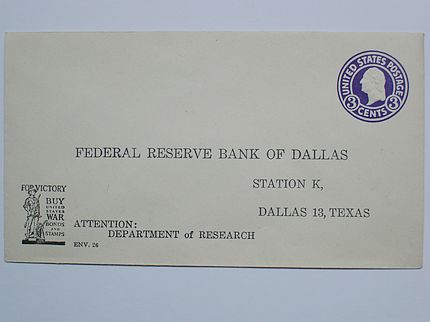 UNITED STATES POSTAGE
3 CENTS 3
FEDERAL RESERVE BANK OF DALLAS
STATION K,
DALLAS 13, TEXAS
FOR VICTORY
BUY
UNITED
STATES
WAR
BONDS
AND
STAMPS
ATTENTION:
DEPARTMENT of RESEARCH
ENV. 26